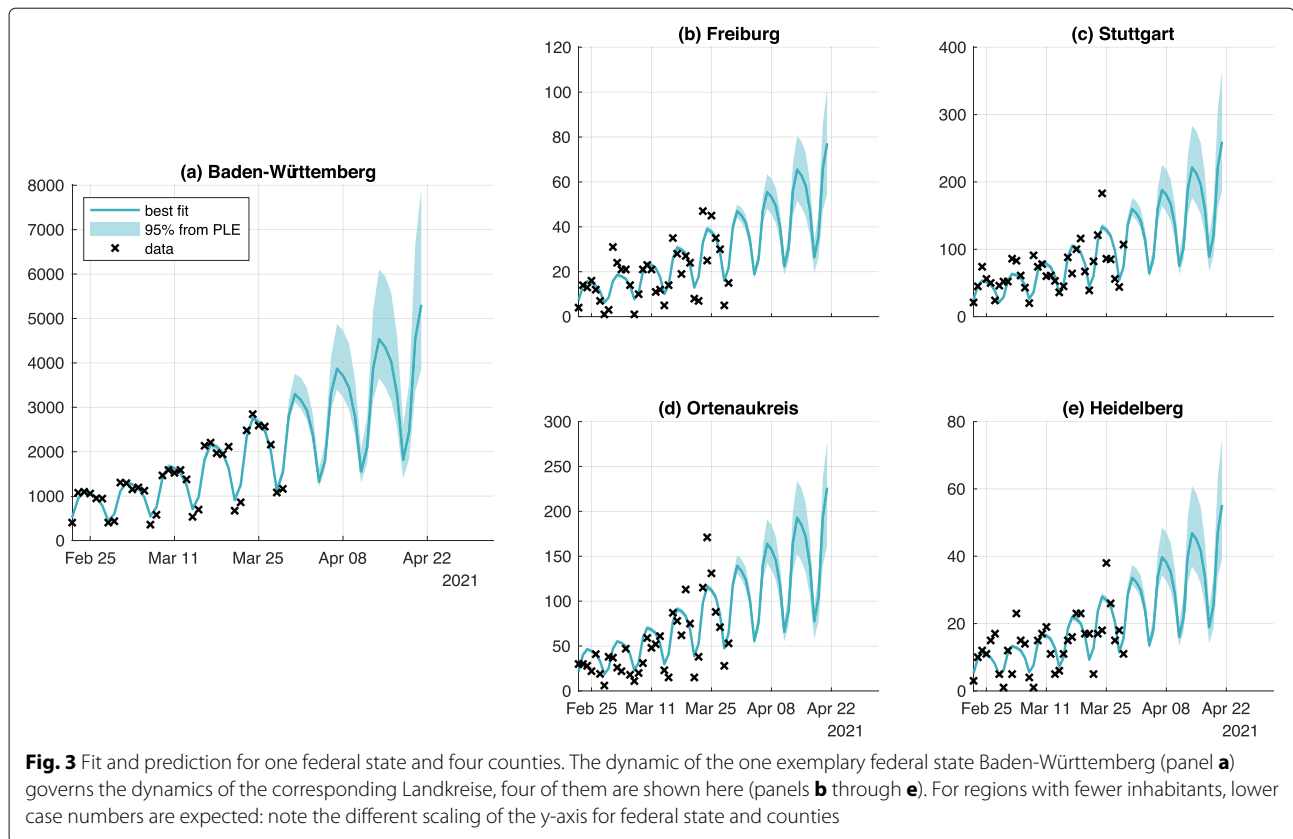 (a) Baden-Württemberg
8000
7000
6000
5000
4000
3000
2000
1000
0
best fit
95% from PLE
data
Feb 25
Mar 11
Mar 25
Apr 08
Apr 22
2021
(b) Freiburg
120
100
80
60
40
20
0
(c) Stuttgart
400
300
200
100
0
(d) Ortenaukreis
300
250
200
150
100
50
0
Feb 25
Mar 11
Mar 25
Apr 08
Apr 22
2021
(e) Heidelberg
80
60
40
20
0
Feb 25
Mar 11
Mar 25
Apr 08
Apr 22
2021
Fig. 3 Fit and prediction for one federal state and four counties. The dynamic of the one exemplary federal state Baden-Württemberg (panel a)
governs the dynamics of the corresponding Landkreise, four of them are shown here (panels b through e). For regions with fewer inhabitants, lower
case numbers are expected: note the different scaling of the y-axis for federal state and counties